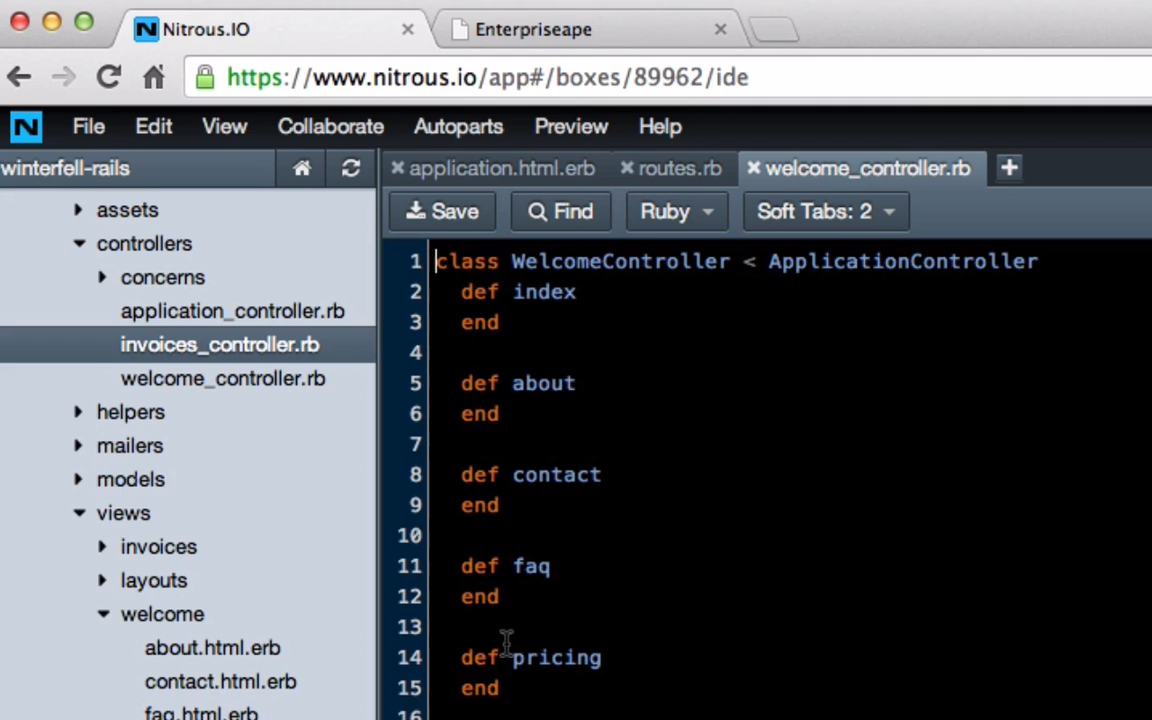 Nitrous.IO
Enterpriseape
https://www.nitrous.io/app#/boxes/89962/ide
N File Edit View Collaborate Autoparts Preview Help
winterfell-rails
application.html.erb routes.rb welcome_controller.rb
Save Find Ruby Soft Tabs: 2
assets
controllers
concerns
application_controller.rb
invoices_controller.rb
welcome_controller.rb
helpers
mailers
models
views
invoices
layouts
welcome
about.html.erb
contact.html.erb
faq.html.erb
1 class WelcomeController < ApplicationController
2 def index
3 end
4
5 def about
6 end
7
8 def contact
9 end
10
11 def faq
12 end
13
14 def pricing
15 end
16